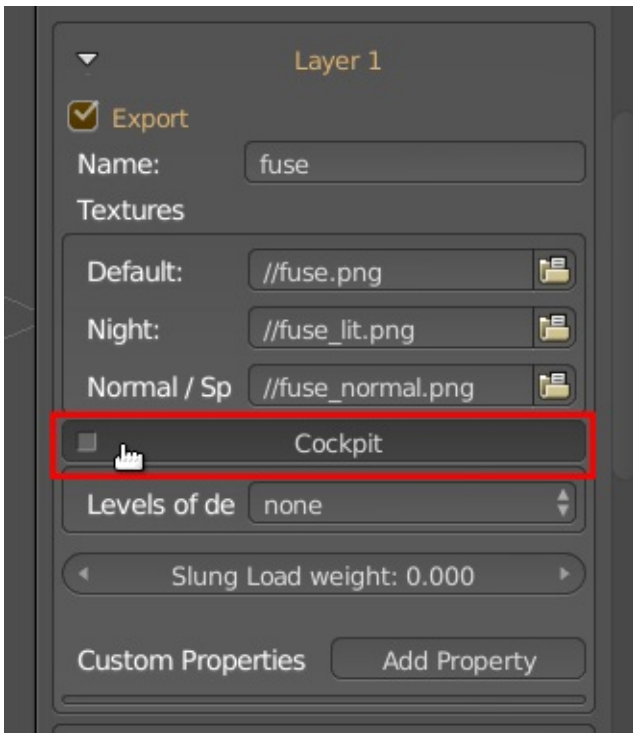 Layer 1
Export
Name: fuse
Textures
Default: //fuse.png
Night: //fuse_lit.png
Normal / Sp //fuse_normal.png
Cockpit
Levels of de none
Slung Load weight: 0.000
Custom Properties Add Property